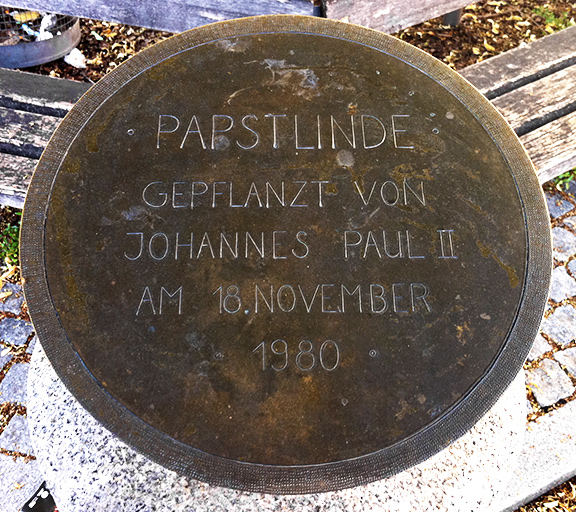 PAPSTLINDE
GEPFLANZT VON
JOHANNES PAUL II
AM 18. NOVEMBER
1980